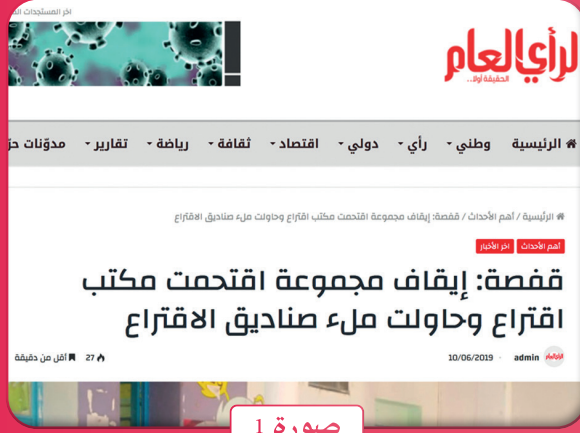 اخر المستجدات
الرأي العام
الحقيقة أولا..
الرئيسية وطني رأي دولي اقتصاد ثقافة رياضة تقارير مدوّنات
الرئيسية / أهم الأحداث / قفصة: إيقاف مجموعة اقتحمت مكتب اقتراع وحاولت ملء صناديق الاقتراع
أهم الأحداث اخر الأخبار
قفصة: إيقاف مجموعة اقتحمت مكتب
اقتراع وحاولت ملء صناديق الاقتراع
admin 10/06/2019 27 أقل من دقيقة
صورة 1